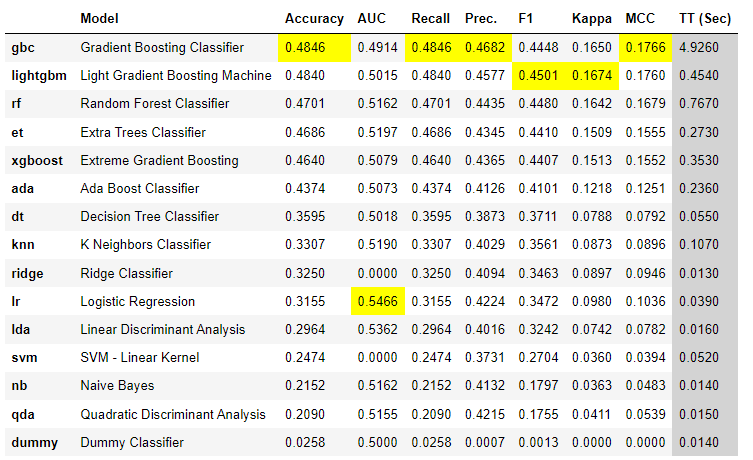 Model Accuracy AUC Recall Prec. F1 Kappa MCC TT (Sec)
gbc Gradient Boosting Classifier 0.4846 0.4914 0.4846 0.4682 0.4448 0.1650 0.1766 4.9260
lightgbm Light Gradient Boosting Machine 0.4840 0.5015 0.4840 0.4577 0.4501 0.1674 0.1760 0.4540
rf Random Forest Classifier 0.4701 0.5162 0.4701 0.4435 0.4480 0.1642 0.1679 0.7670
et Extra Trees Classifier 0.4686 0.5197 0.4686 0.4345 0.4410 0.1509 0.1555 0.2730
xgboost Extreme Gradient Boosting 0.4640 0.5079 0.4640 0.4365 0.4407 0.1513 0.1552 0.3530
ada Ada Boost Classifier 0.4374 0.5073 0.4374 0.4126 0.4101 0.1218 0.1251 0.2360
dt Decision Tree Classifier 0.3595 0.5018 0.3595 0.3873 0.3711 0.0788 0.0792 0.0550
knn K Neighbors Classifier 0.3307 0.5190 0.3307 0.4029 0.3561 0.0873 0.0896 0.1070
ridge Ridge Classifier 0.3250 0.0000 0.3250 0.4094 0.3463 0.0897 0.0946 0.0130
lr Logistic Regression 0.3155 0.5466 0.3155 0.4224 0.3472 0.0980 0.1036 0.0390
lda Linear Discriminant Analysis 0.2964 0.5362 0.2964 0.4016 0.3242 0.0742 0.0782 0.0160
svm SVM - Linear Kernel 0.2474 0.0000 0.2474 0.3731 0.2704 0.0360 0.0394 0.0520
nb Naive Bayes 0.2152 0.5162 0.2152 0.4132 0.1797 0.0363 0.0483 0.0140
qda Quadratic Discriminant Analysis 0.2090 0.5155 0.2090 0.4215 0.1755 0.0411 0.0539 0.0150
dummy Dummy Classifier 0.0258 0.5000 0.0258 0.0007 0.0013 0.0000 0.0000 0.0140